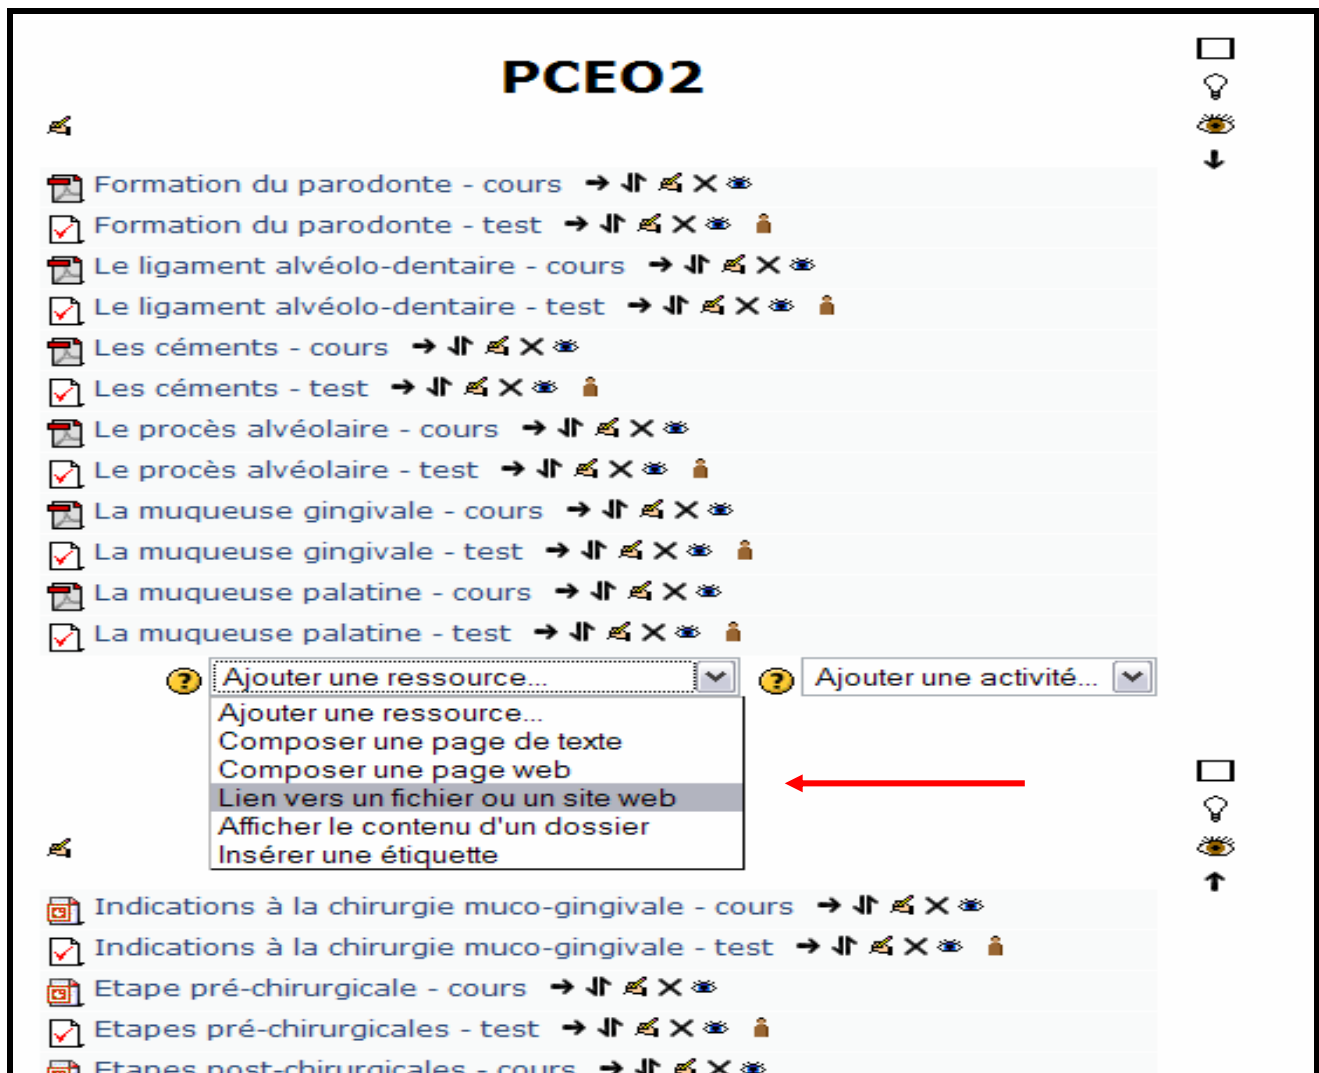 PCEO2
Formation du parodonte - cours
Formation du parodonte - test
Le ligament alvéolo-dentaire - cours
Le ligament alvéolo-dentaire - test
Les céments - cours
Les céments - test
Le procès alvéolaire - cours
Le procès alvéolaire - test
La muqueuse gingivale - cours
La muqueuse gingivale - test
La muqueuse palatine - cours
La muqueuse palatine - test
? Ajouter une ressource... ? Ajouter une activité...
Ajouter une ressource...
Composer une page de texte
Composer une page web
Lien vers un fichier ou un site web
Afficher le contenu d'un dossier
Insérer une étiquette
Indications à la chirurgie muco-gingivale - cours
Indications à la chirurgie muco-gingivale - test
Etape pré-chirurgicale - cours
Etapes pré-chirurgicales - test
Etapes post-chirurgicales - cours